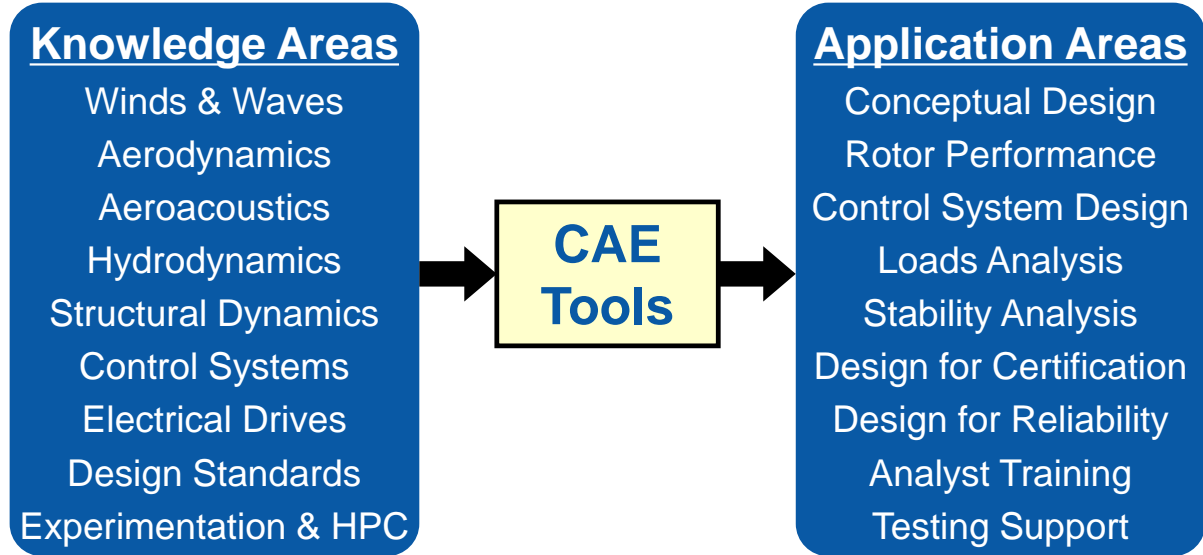 Knowledge Areas
Winds & Waves
Aerodynamics
Aeroacoustics
Hydrodynamics
Structural Dynamics
Control Systems
Electrical Drives
Design Standards
Experimentation & HPC
CAE
Tools
Application Areas
Conceptual Design
Rotor Performance
Control System Design
Loads Analysis
Stability Analysis
Design for Certification
Design for Reliability
Analyst Training
Testing Support